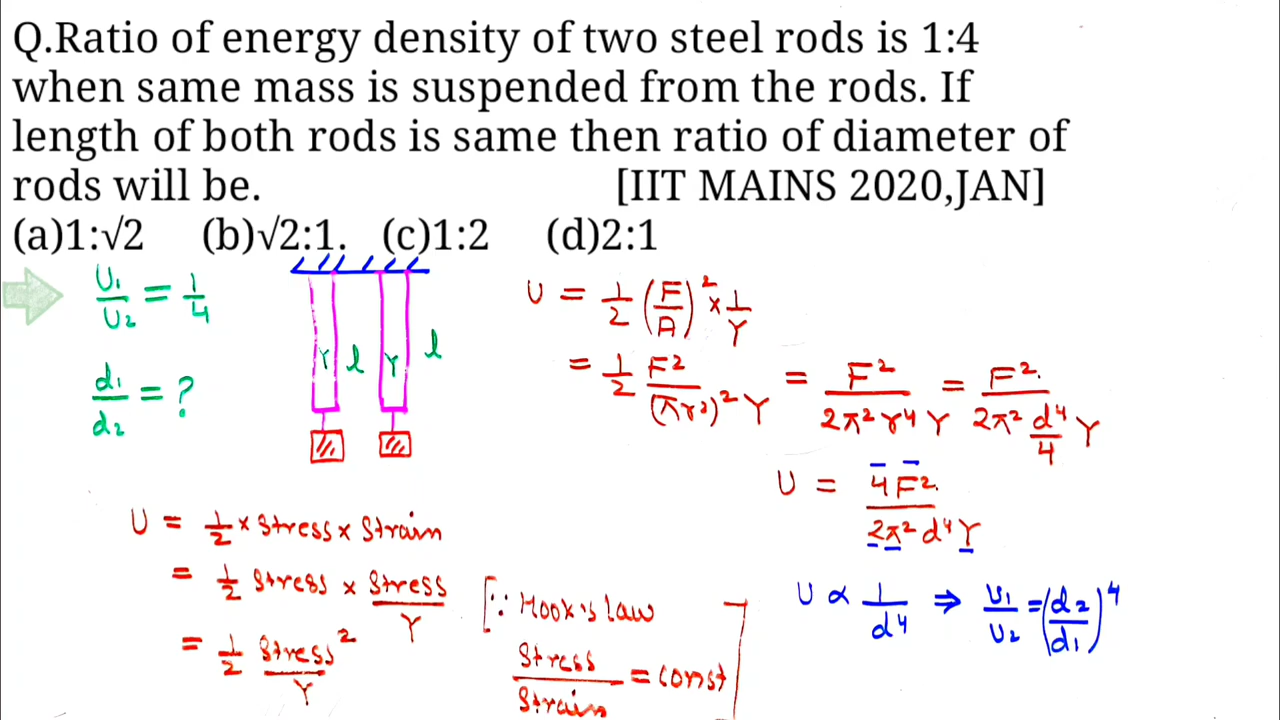 Q.Ratio of energy density of two steel rods is 1:4
when same mass is suspended from the rods. If
length of both rods is same then ratio of diameter of
rods will be. [IIT MAINS 2020,JAN]
(a)1:√2 (b)√2:1. (c)1:2 (d)2:1
U₁/U₂ = 1/4
d₁/d₂ = ?
Y l Y l
U = 1/2 (F/A)² × 1/Y
= 1/2 F²/(πr²)² Y = F²/2π² r⁴ Y = F²./2π² d⁴/4 Y
U = 4F²./2π² d⁴ Y
U = 1/2 × Stress × Strain
= 1/2 Stress × Stress/Y [∵ Hook's law
= 1/2 Stress²/Y Stress/Strain = const]
U ∝ 1/d⁴ ⇒ U₁/U₂ = (d₂/d₁)⁴